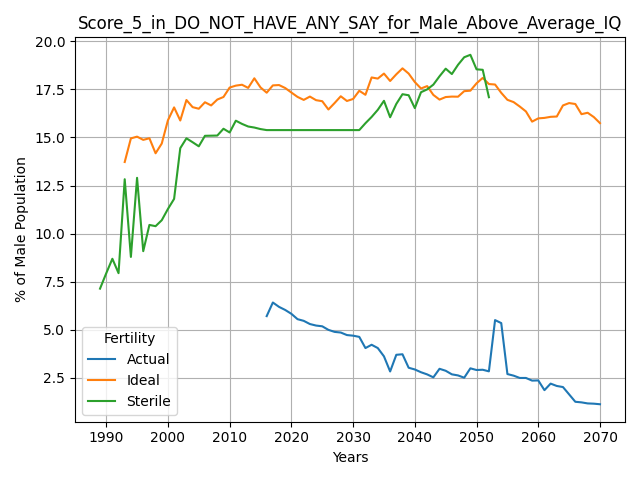 Score_5_in_DO_NOT_HAVE_ANY_SAY_for_Male_Above_Average_IQ
% of Male Population
20.0
17.5
15.0
12.5
10.0
7.5
5.0
2.5
Fertility
Actual
Ideal
Sterile
1990 2000 2010 2020 2030 2040 2050 2060 2070
Years